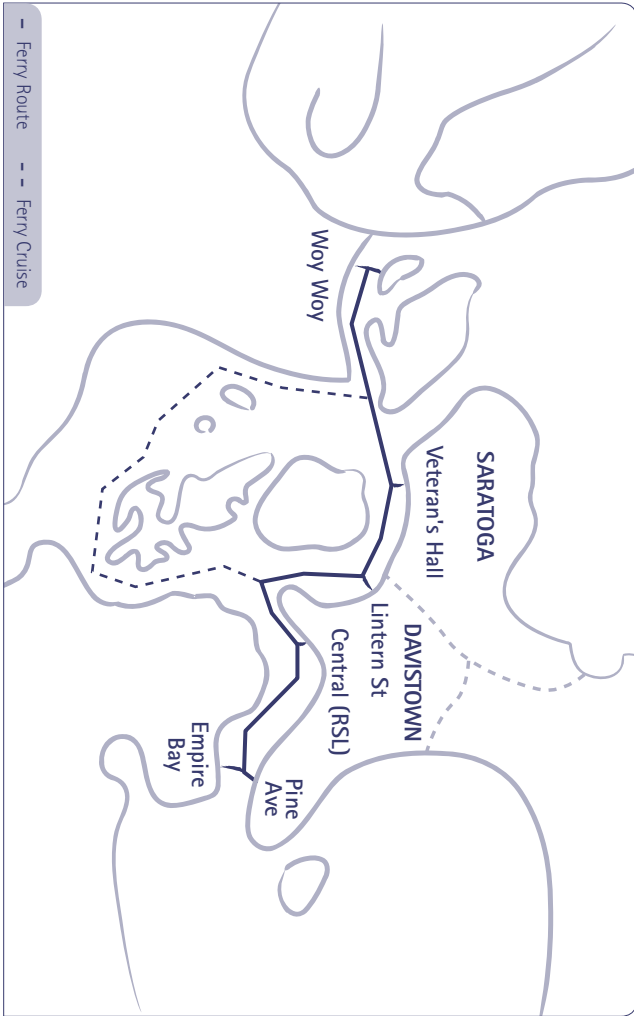 Woy Woy
Veteran's Hall
SARATOGA
Lintern St
DAVISTOWN
Central (RSL)
Empire
Bay
Pine
Ave
Ferry Route
Ferry Cruise